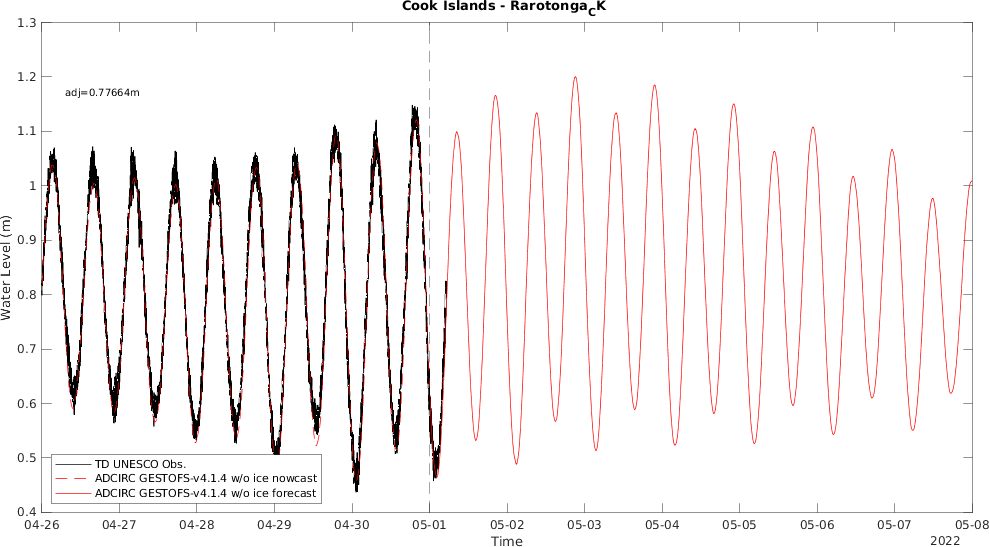 Cook Islands - Rarotonga_CK
1.3
1.2
1.1
1
0.9
0.8
0.7
0.6
0.5
0.4
Water Level (m)
adj=0.77664m
TD UNESCO Obs.
ADCIRC GESTOFS-v4.1.4 w/o ice nowcast
ADCIRC GESTOFS-v4.1.4 w/o ice forecast
04-26 04-27 04-28 04-29 04-30 05-01 05-02 05-03 05-04 05-05 05-06 05-07 05-08
Time
2022